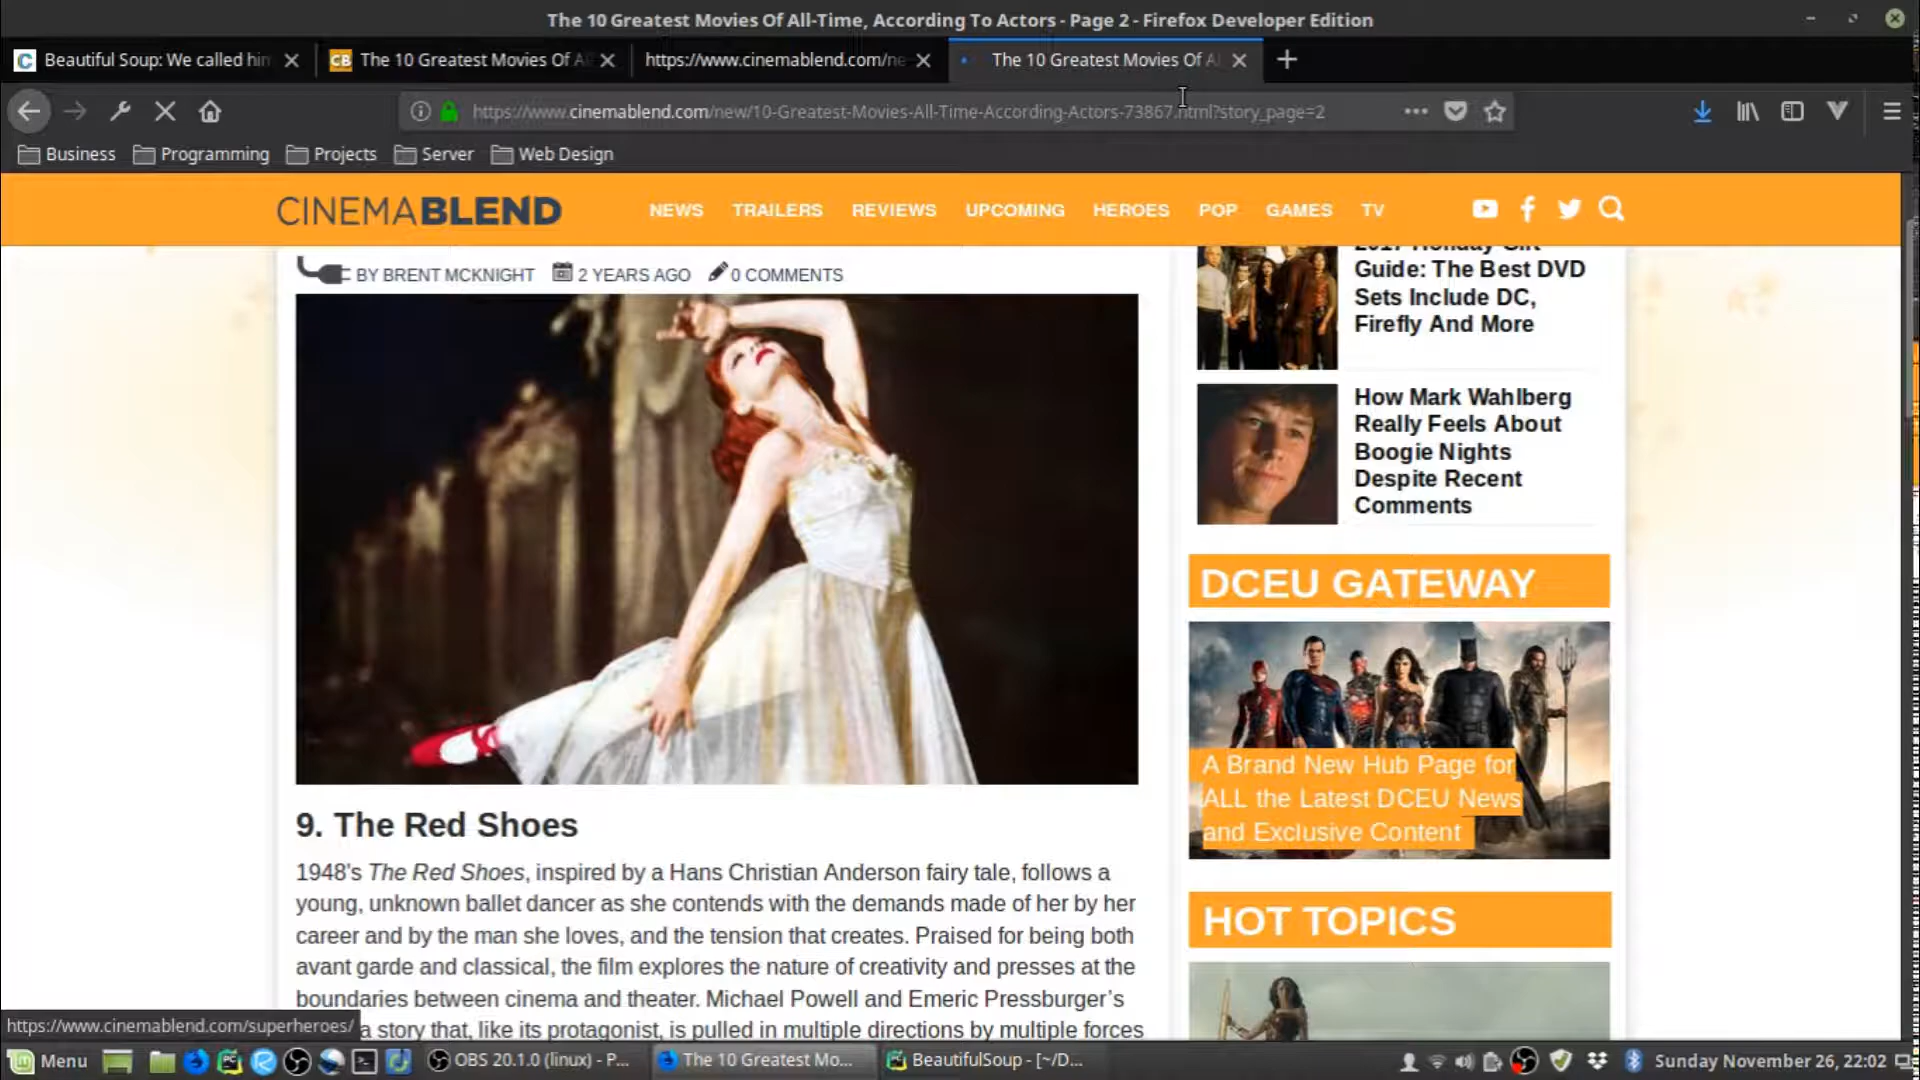 The 10 Greatest Movies Of All-Time, According To Actors - Page 2 - Firefox Developer Edition
Beautiful Soup: We called him
The 10 Greatest Movies Of A
https://www.cinemablend.com/ne
The 10 Greatest Movies Of A
https://www.cinemablend.com/new/10-Greatest-Movies-All-Time-According-Actors-73867.html?story_page=2
Business
Programming
Projects
Server
Web Design
CINEMABLEND
NEWS
TRAILERS
REVIEWS
UPCOMING
HEROES
POP
GAMES
TV
BY BRENT MCKNIGHT
2 YEARS AGO
0 COMMENTS
9. The Red Shoes
1948's The Red Shoes, inspired by a Hans Christian Anderson fairy tale, follows a
young, unknown ballet dancer as she contends with the demands made of her by her
career and by the man she loves, and the tension that creates. Praised for being both
avant garde and classical, the film explores the nature of creativity and presses at the
boundaries between cinema and theater. Michael Powell and Emeric Pressburger's
a story that, like its protagonist, is pulled in multiple directions by multiple forces
2017 Holiday Gift
Guide: The Best DVD
Sets Include DC,
Firefly And More
How Mark Wahlberg
Really Feels About
Boogie Nights
Despite Recent
Comments
DCEU GATEWAY
A Brand New Hub Page for
ALL the Latest DCEU News
and Exclusive Content
HOT TOPICS
https://www.cinemablend.com/superheroes/
Menu
OBS 20.1.0 (linux) - P...
The 10 Greatest Mo...
BeautifulSoup - [~/D...
Sunday November 26, 22:02